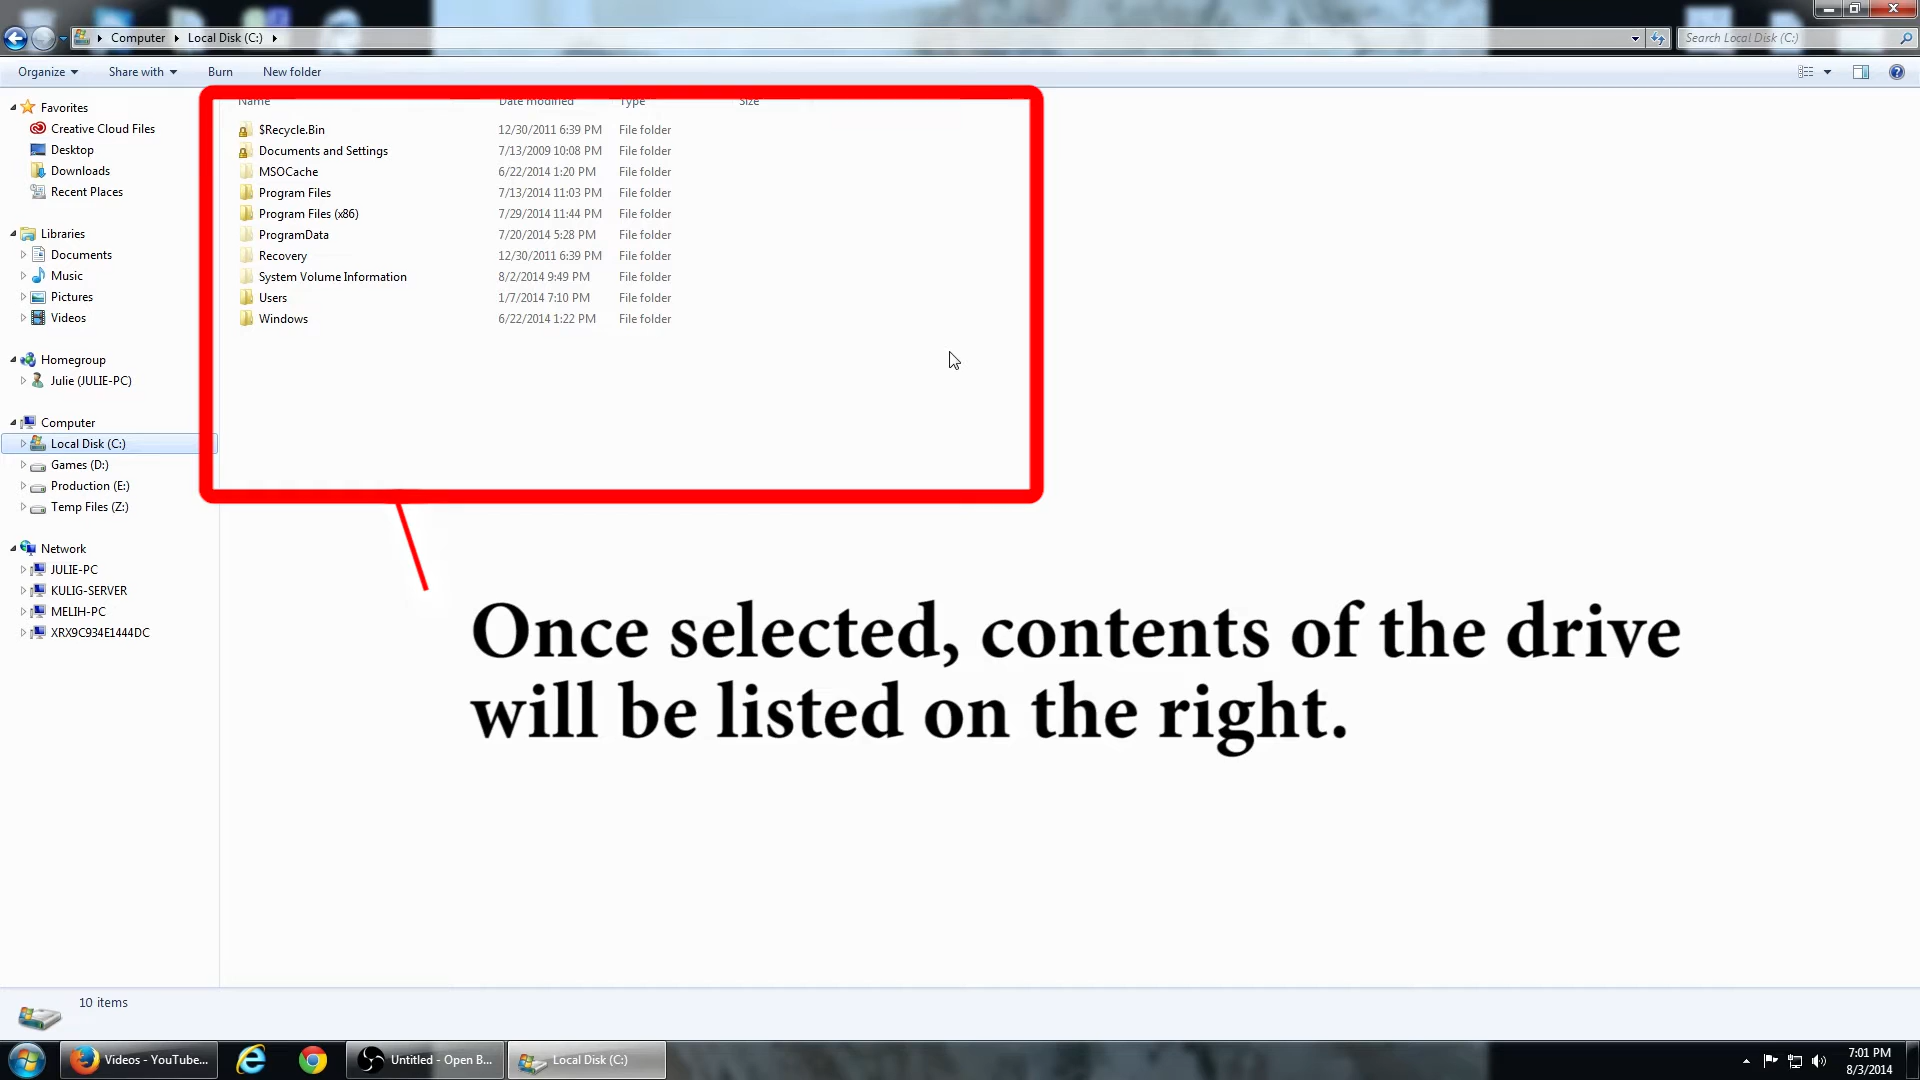 Computer Local Disk (C:)
Search Local Disk (C:)
Organize Share with Burn New folder
Name Date modified Type Size
Favorites
Creative Cloud Files
Desktop
Downloads
Recent Places
Libraries
Documents
Music
Pictures
Videos
Homegroup
Julie (JULIE-PC)
Computer
Local Disk (C:)
Games (D:)
Production (E:)
Temp Files (Z:)
Network
JULIE-PC
KULIG-SERVER
MELIH-PC
XRX9C934E1444DC
$Recycle.Bin 12/30/2011 6:39 PM File folder
Documents and Settings 7/13/2009 10:08 PM File folder
MSOCache 6/22/2014 1:20 PM File folder
Program Files 7/13/2014 11:03 PM File folder
Program Files (x86) 7/29/2014 11:44 PM File folder
ProgramData 7/20/2014 5:28 PM File folder
Recovery 12/30/2011 6:39 PM File folder
System Volume Information 8/2/2014 9:49 PM File folder
Users 1/7/2014 7:10 PM File folder
Windows 6/22/2014 1:22 PM File folder
Once selected, contents of the drive
will be listed on the right.
10 items
Videos - YouTube... Untitled - Open B... Local Disk (C:)
7:01 PM
8/3/2014